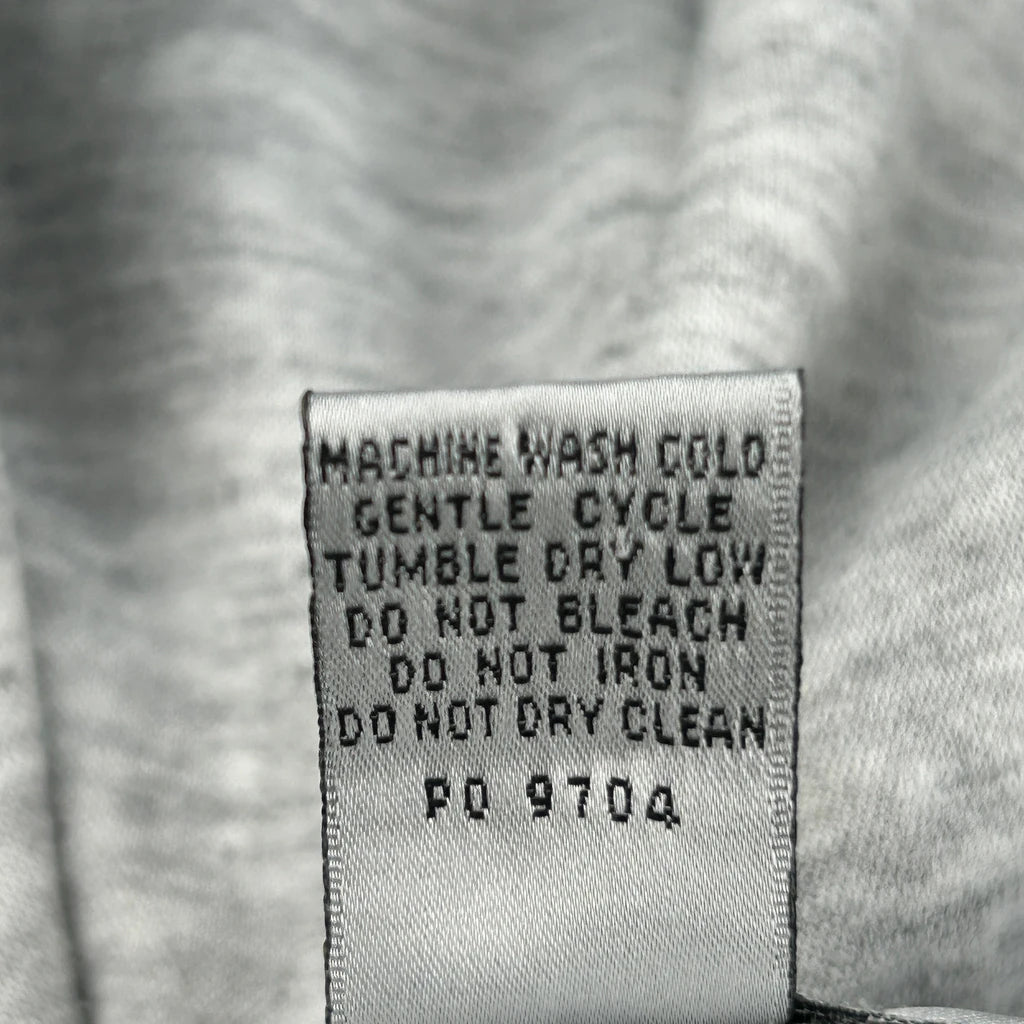 MACHINE WASH COLD
GENTLE CYCLE
TUMBLE DRY LOW
DO NOT BLEACH
DO NOT IRON
DO NOT DRY CLEAN
PO 9704